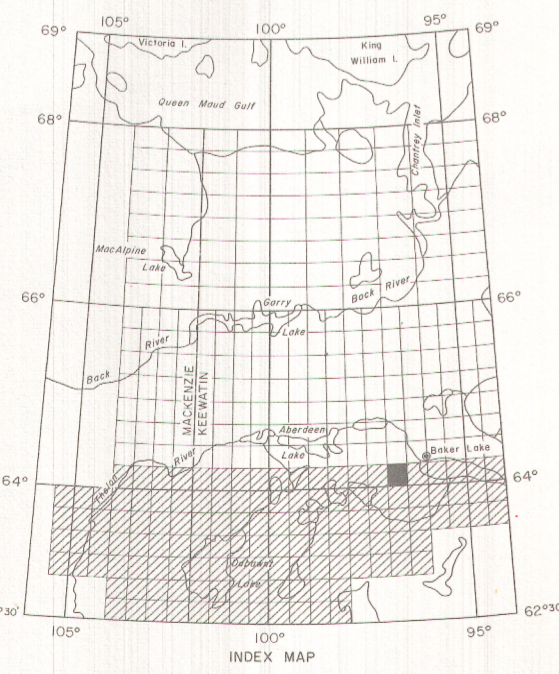 105° 100° 95°
69° 69°
Victoria I.
King
William I.
Queen Maud Gulf
68° 68°
Chantrey Inlet
MacAlpine
Lake
66° 66°
Garry
Lake
Back River
River
Back
MACKENZIE
KEEWATIN
Aberdeen
Lake
River
Thelon
Baker Lake
64° 64°
Dubawnt
Lake
62°30'
105° 100° 95°
INDEX MAP